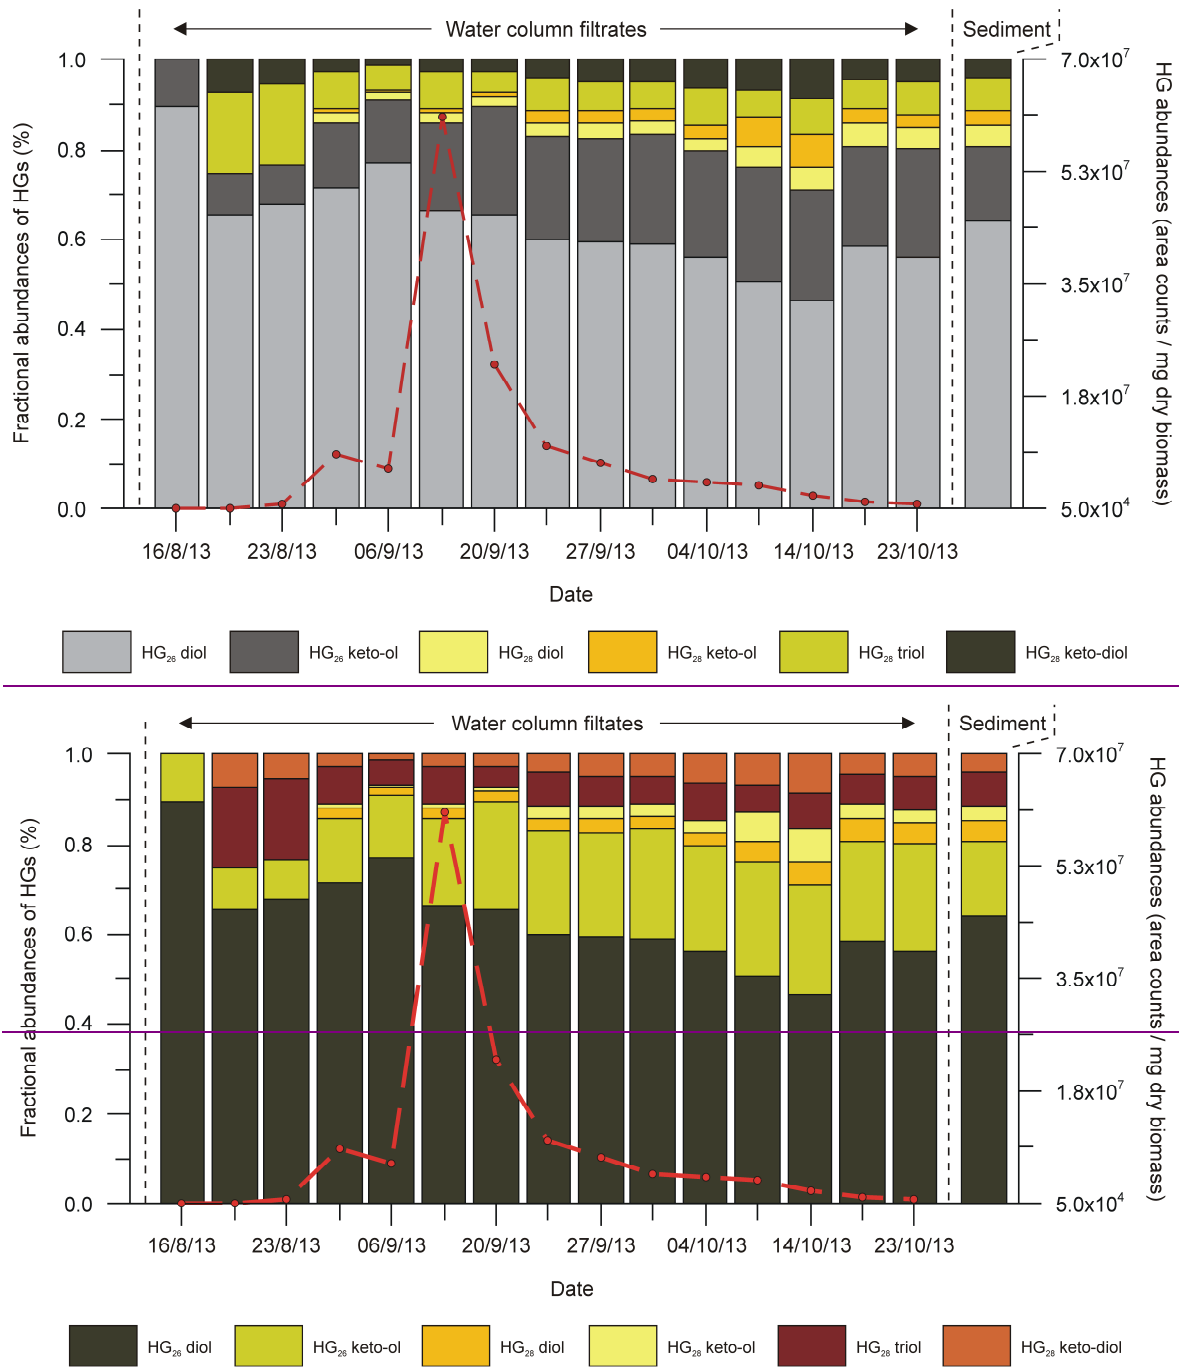 Water column filtrates
Sediment
1.0
0.8
0.6
0.4
0.2
0.0
Fractional abundances of HGs (%)
7.0x10⁷
5.3x10⁷
3.5x10⁷
1.8x10⁷
5.0x10⁴
HG abundances (area counts / mg dry biomass)
16/8/13 23/8/13 06/9/13 20/9/13 27/9/13 04/10/13 14/10/13 23/10/13
Date
HG₂₆ diol HG₂₆ keto-ol HG₂₈ diol HG₂₈ keto-ol HG₂₈ triol HG₂₈ keto-diol
Water column filtates
Sediment
1.0
0.8
0.6
0.4
0.2
0.0
Fractional abundances of HGs (%)
7.0x10⁷
5.3x10⁷
3.5x10⁷
1.8x10⁷
5.0x10⁴
HG abundances (area counts / mg dry biomass)
16/8/13 23/8/13 06/9/13 20/9/13 27/9/13 04/10/13 14/10/13 23/10/13
Date
HG₂₆ diol HG₂₆ keto-ol HG₂₈ diol HG₂₈ keto-ol HG₂₈ triol HG₂₈ keto-diol